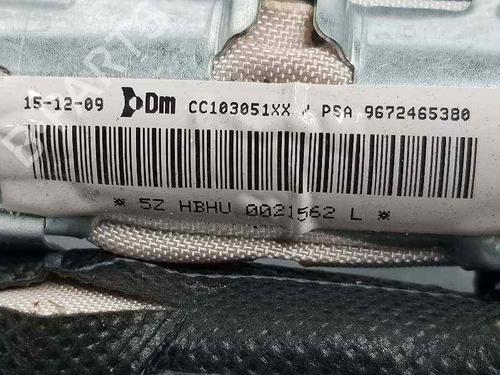 15-12-09 Dm CC103051XX PSA 9672465380
* 5Z HBHU 0021562 L *